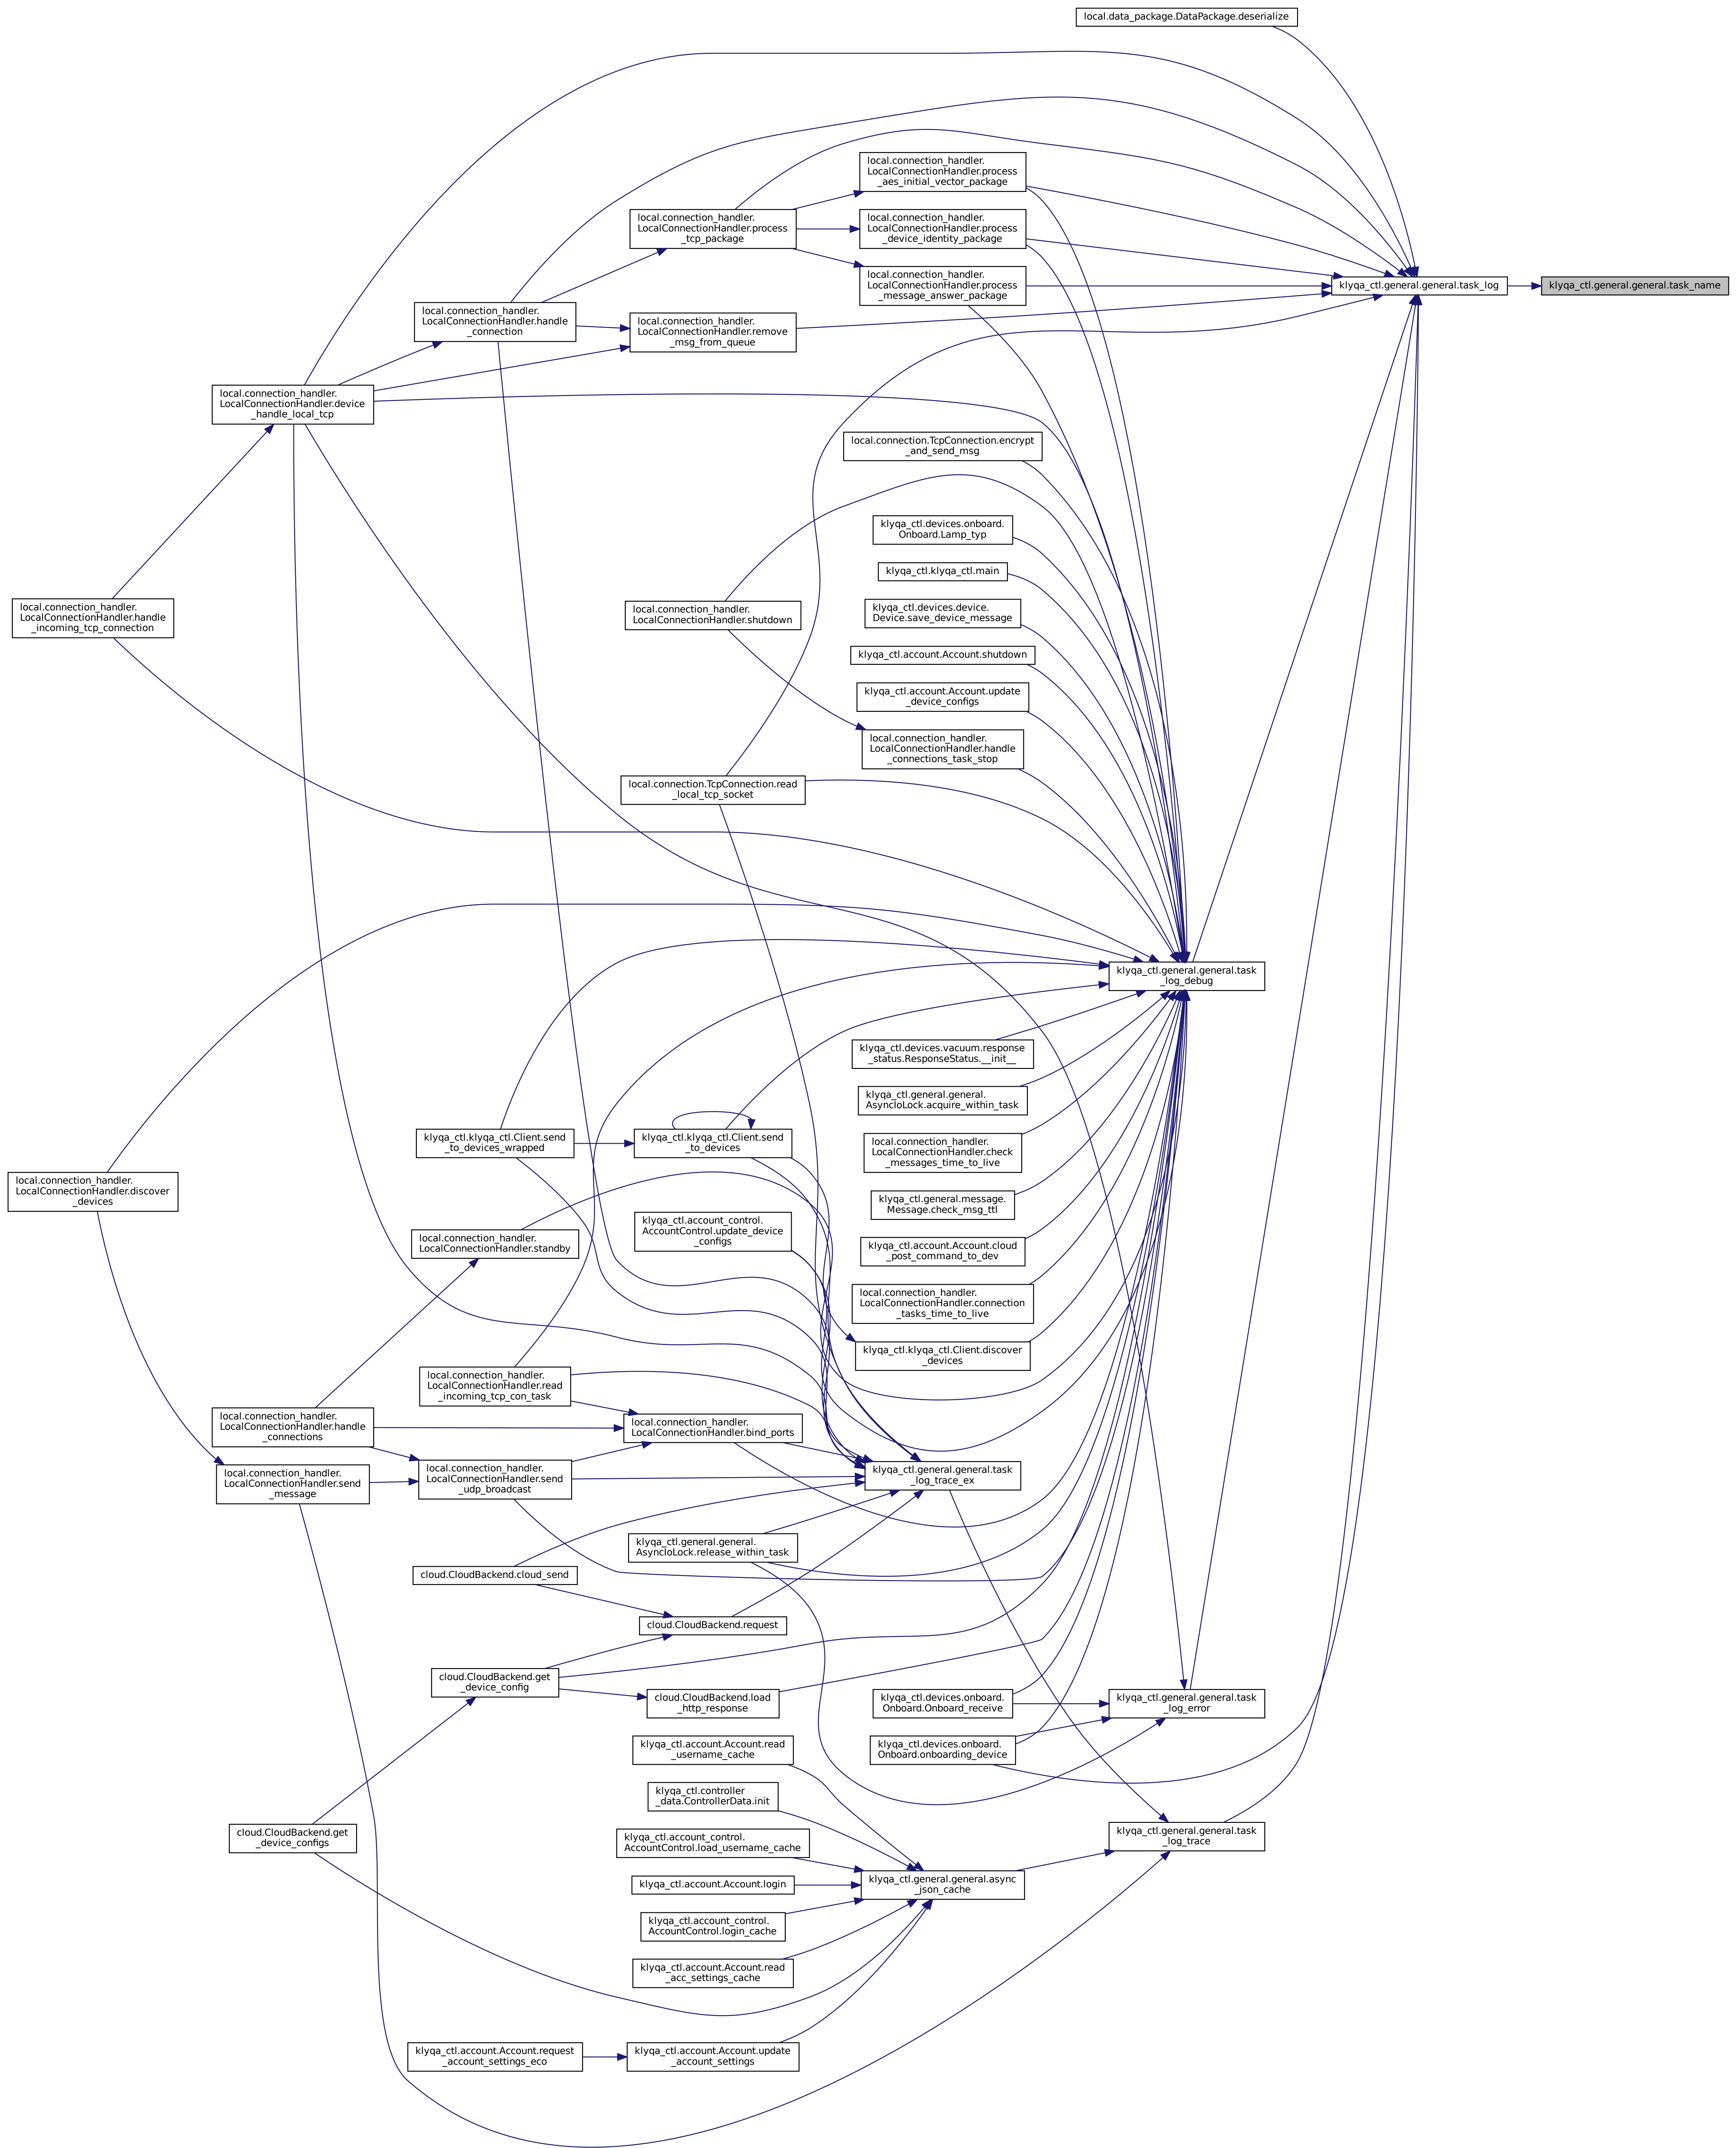 local.data_package.DataPackage.deserialize
local.connection_handler.
LocalConnectionHandler.process
_aes_initial_vector_package
local.connection_handler.
LocalConnectionHandler.process
_tcp_package
local.connection_handler.
LocalConnectionHandler.process
_device_identity_package
local.connection_handler.
LocalConnectionHandler.process
_message_answer_package
klyqa_ctl.general.general.task_log
klyqa_ctl.general.general.task_name
local.connection_handler.
LocalConnectionHandler.handle
_connection
local.connection_handler.
LocalConnectionHandler.remove
_msg_from_queue
local.connection_handler.
LocalConnectionHandler.device
_handle_local_tcp
local.connection.TcpConnection.encrypt
_and_send_msg
klyqa_ctl.devices.onboard.
Onboard.Lamp_typ
klyqa_ctl.klyqa_ctl.main
local.connection_handler.
LocalConnectionHandler.handle
_incoming_tcp_connection
local.connection_handler.
LocalConnectionHandler.shutdown
klyqa_ctl.devices.device.
Device.save_device_message
klyqa_ctl.account.Account.shutdown
klyqa_ctl.account.Account.update
_device_configs
local.connection_handler.
LocalConnectionHandler.handle
_connections_task_stop
local.connection.TcpConnection.read
_local_tcp_socket
klyqa_ctl.general.general.task
_log_debug
klyqa_ctl.devices.vacuum.response
_status.ResponseStatus.__init__
klyqa_ctl.general.general.
AsyncIoLock.acquire_within_task
klyqa_ctl.klyqa_ctl.Client.send
_to_devices_wrapped
klyqa_ctl.klyqa_ctl.Client.send
_to_devices
local.connection_handler.
LocalConnectionHandler.check
_messages_time_to_live
local.connection_handler.
LocalConnectionHandler.discover
_devices
klyqa_ctl.general.message.
Message.check_msg_ttl
local.connection_handler.
LocalConnectionHandler.standby
klyqa_ctl.account_control.
AccountControl.update_device
_configs
klyqa_ctl.account.Account.cloud
_post_command_to_dev
local.connection_handler.
LocalConnectionHandler.connection
_tasks_time_to_live
klyqa_ctl.klyqa_ctl.Client.discover
_devices
local.connection_handler.
LocalConnectionHandler.read
_incoming_tcp_con_task
local.connection_handler.
LocalConnectionHandler.handle
_connections
local.connection_handler.
LocalConnectionHandler.bind_ports
local.connection_handler.
LocalConnectionHandler.send
_message
local.connection_handler.
LocalConnectionHandler.send
_udp_broadcast
klyqa_ctl.general.general.task
_log_trace_ex
klyqa_ctl.general.general.
AsyncIoLock.release_within_task
cloud.CloudBackend.cloud_send
cloud.CloudBackend.request
cloud.CloudBackend.get
_device_config
cloud.CloudBackend.load
_http_response
klyqa_ctl.devices.onboard.
Onboard.Onboard_receive
klyqa_ctl.general.general.task
_log_error
klyqa_ctl.account.Account.read
_username_cache
klyqa_ctl.devices.onboard.
Onboard.onboarding_device
klyqa_ctl.controller
_data.ControllerData.init
cloud.CloudBackend.get
_device_configs
klyqa_ctl.account_control.
AccountControl.load_username_cache
klyqa_ctl.general.general.task
_log_trace
klyqa_ctl.account.Account.login
klyqa_ctl.general.general.async
_json_cache
klyqa_ctl.account_control.
AccountControl.login_cache
klyqa_ctl.account.Account.read
_acc_settings_cache
klyqa_ctl.account.Account.request
_account_settings_eco
klyqa_ctl.account.Account.update
_account_settings